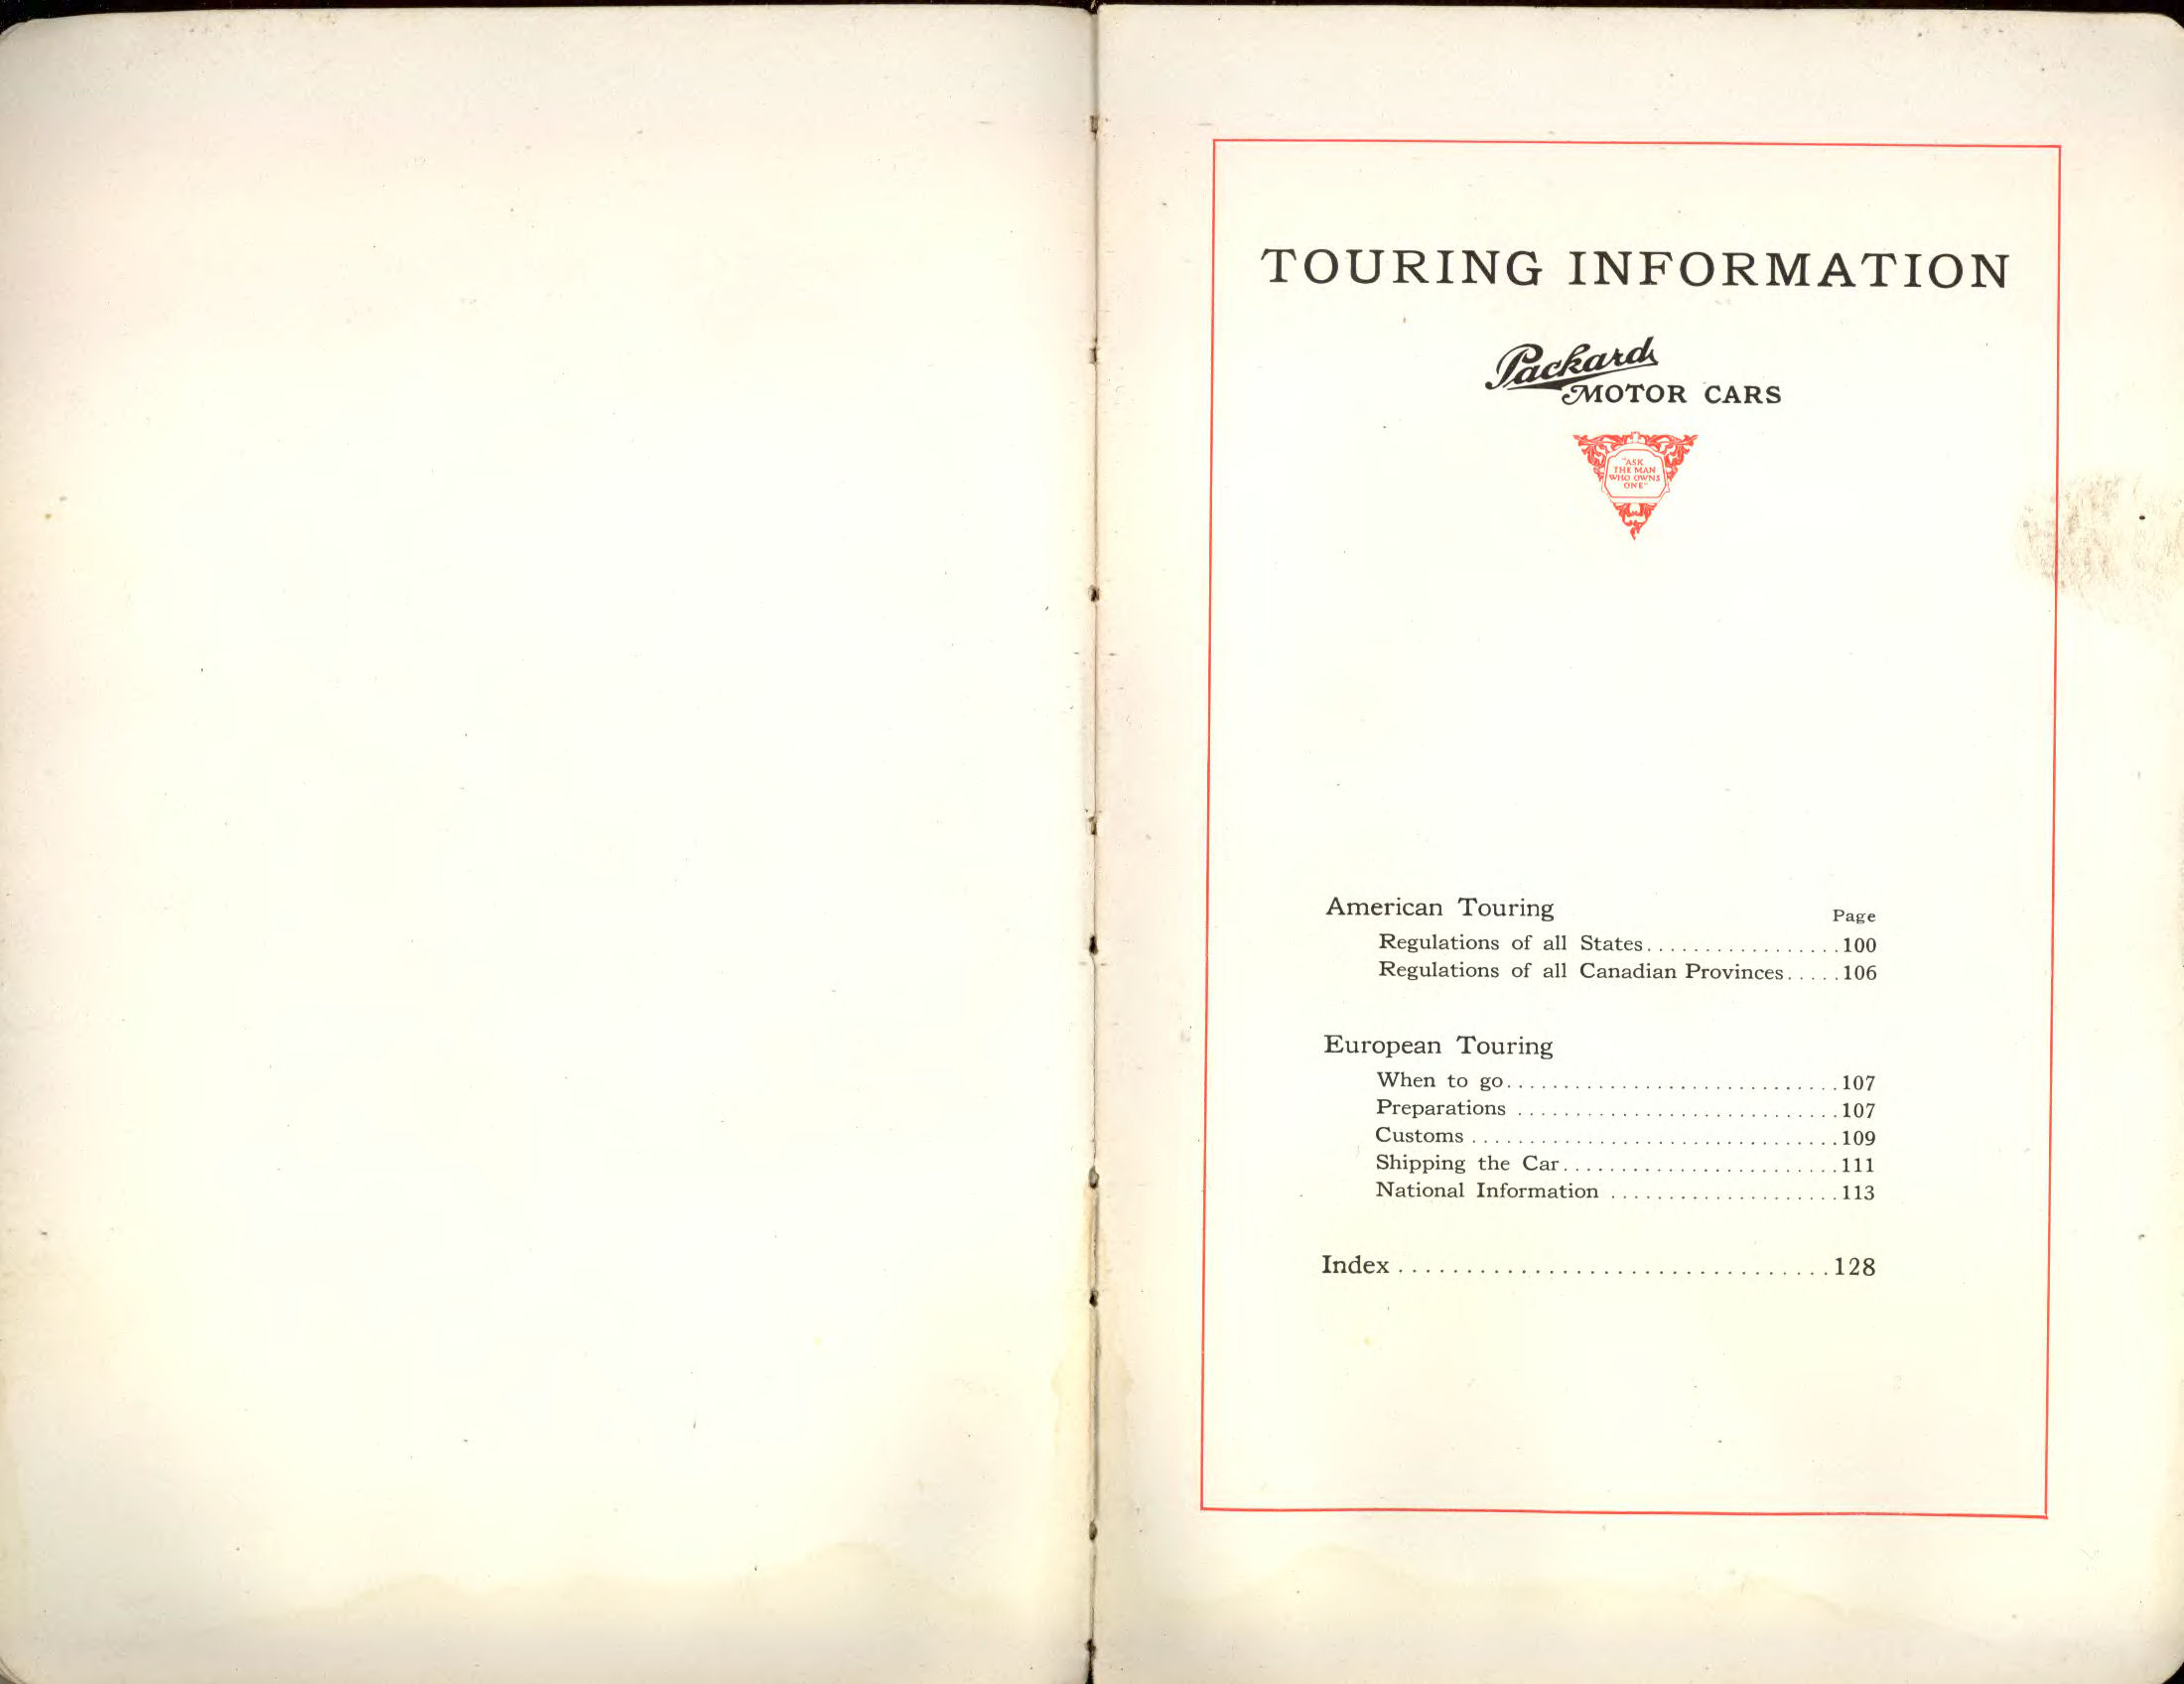 TOURING INFORMATION
Packard
MOTOR CARS
"ASK
THE MAN
WHO OWNS
ONE"
American Touring Page
Regulations of all States.................100
Regulations of all Canadian Provinces.....106
European Touring
When to go.............................107
Preparations ............................107
Customs ................................109
Shipping the Car........................111
National Information ....................113
Index................................128